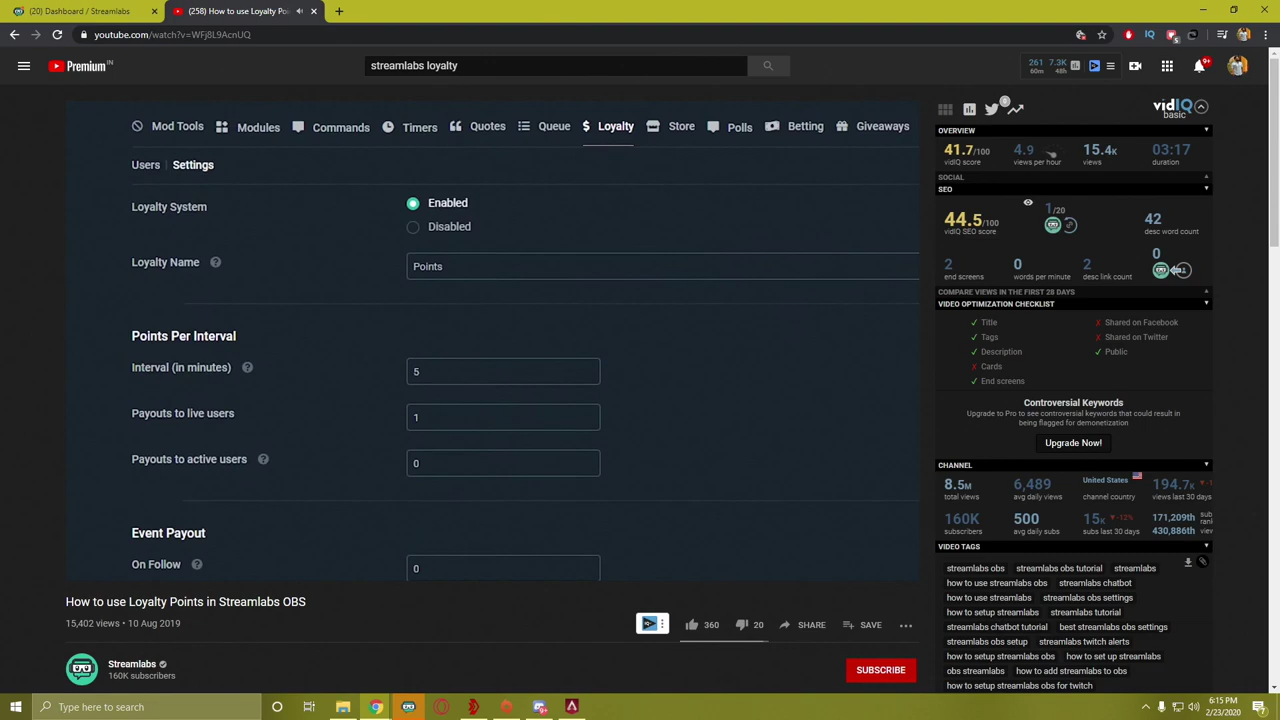 (20) Dashboard / Streamlabs
(258) How to use Loyalty Points
youtube.com/watch?v=WFj8L9AcnUQ
Premium IN
streamlabs loyalty
261 7.3K
60m 48h
9+
Mod Tools Modules Commands Timers Quotes Queue $ Loyalty Store Polls Betting Giveaways
Users Settings
Loyalty System
Enabled
Disabled
Loyalty Name ?
Points
Points Per Interval
Interval (in minutes) ?
5
Payouts to live users
1
Payouts to active users ?
0
Event Payout
On Follow ?
0
How to use Loyalty Points in Streamlabs OBS
15,402 views • 10 Aug 2019
360 20 SHARE SAVE
Streamlabs
160K subscribers
SUBSCRIBE
0
vidIQ
basic
OVERVIEW
41.7/100 4.9 15.4K 03:17
vidIQ score views per hour views duration
SOCIAL
SEO
44.5/100 1/20 42
vidIQ SEO score desc word count
2 0 2 0
end screens words per minute desc link count
COMPARE VIEWS IN THE FIRST 28 DAYS
VIDEO OPTIMIZATION CHECKLIST
✓ Title ✗ Shared on Facebook
✓ Tags ✗ Shared on Twitter
✓ Description ✓ Public
✗ Cards
✓ End screens
Controversial Keywords
Upgrade to Pro to see controversial keywords that could result in
being flagged for demonetization
Upgrade Now!
CHANNEL
8.5M 6,489 United States 194.7K
total views avg daily views channel country views last 30 days
160K 500 15K ▼-12% 171,209th sub
430,886th
subscribers avg daily subs subs last 30 days
VIDEO TAGS
streamlabs obs streamlabs obs tutorial streamlabs
how to use streamlabs obs streamlabs chatbot
how to use streamlabs streamlabs obs settings
how to setup streamlabs streamlabs tutorial
streamlabs chatbot tutorial best streamlabs obs settings
streamlabs obs setup streamlabs twitch alerts
how to setup streamlabs obs how to set up streamlabs
obs streamlabs how to add streamlabs to obs
how to setup streamlabs obs for twitch
Type here to search
6:15 PM
2/23/2020